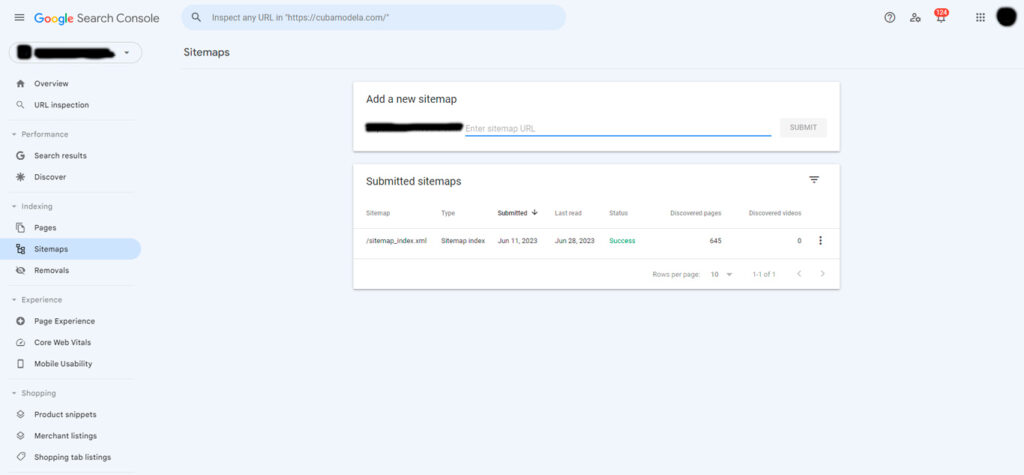 Google Search Console
Inspect any URL in "https://cubamodela.com/"
124
Sitemaps
Overview
URL inspection
Performance
Search results
Discover
Indexing
Pages
Sitemaps
Removals
Experience
Page Experience
Core Web Vitals
Mobile Usability
Shopping
Product snippets
Merchant listings
Shopping tab listings
Add a new sitemap
Enter sitemap URL SUBMIT
Submitted sitemaps
Sitemap Type Submitted Last read Status Discovered pages Discovered videos
/sitemap_index.xml Sitemap index Jun 11, 2023 Jun 28, 2023 Success 645 0
Rows per page: 10 1-1 of 1